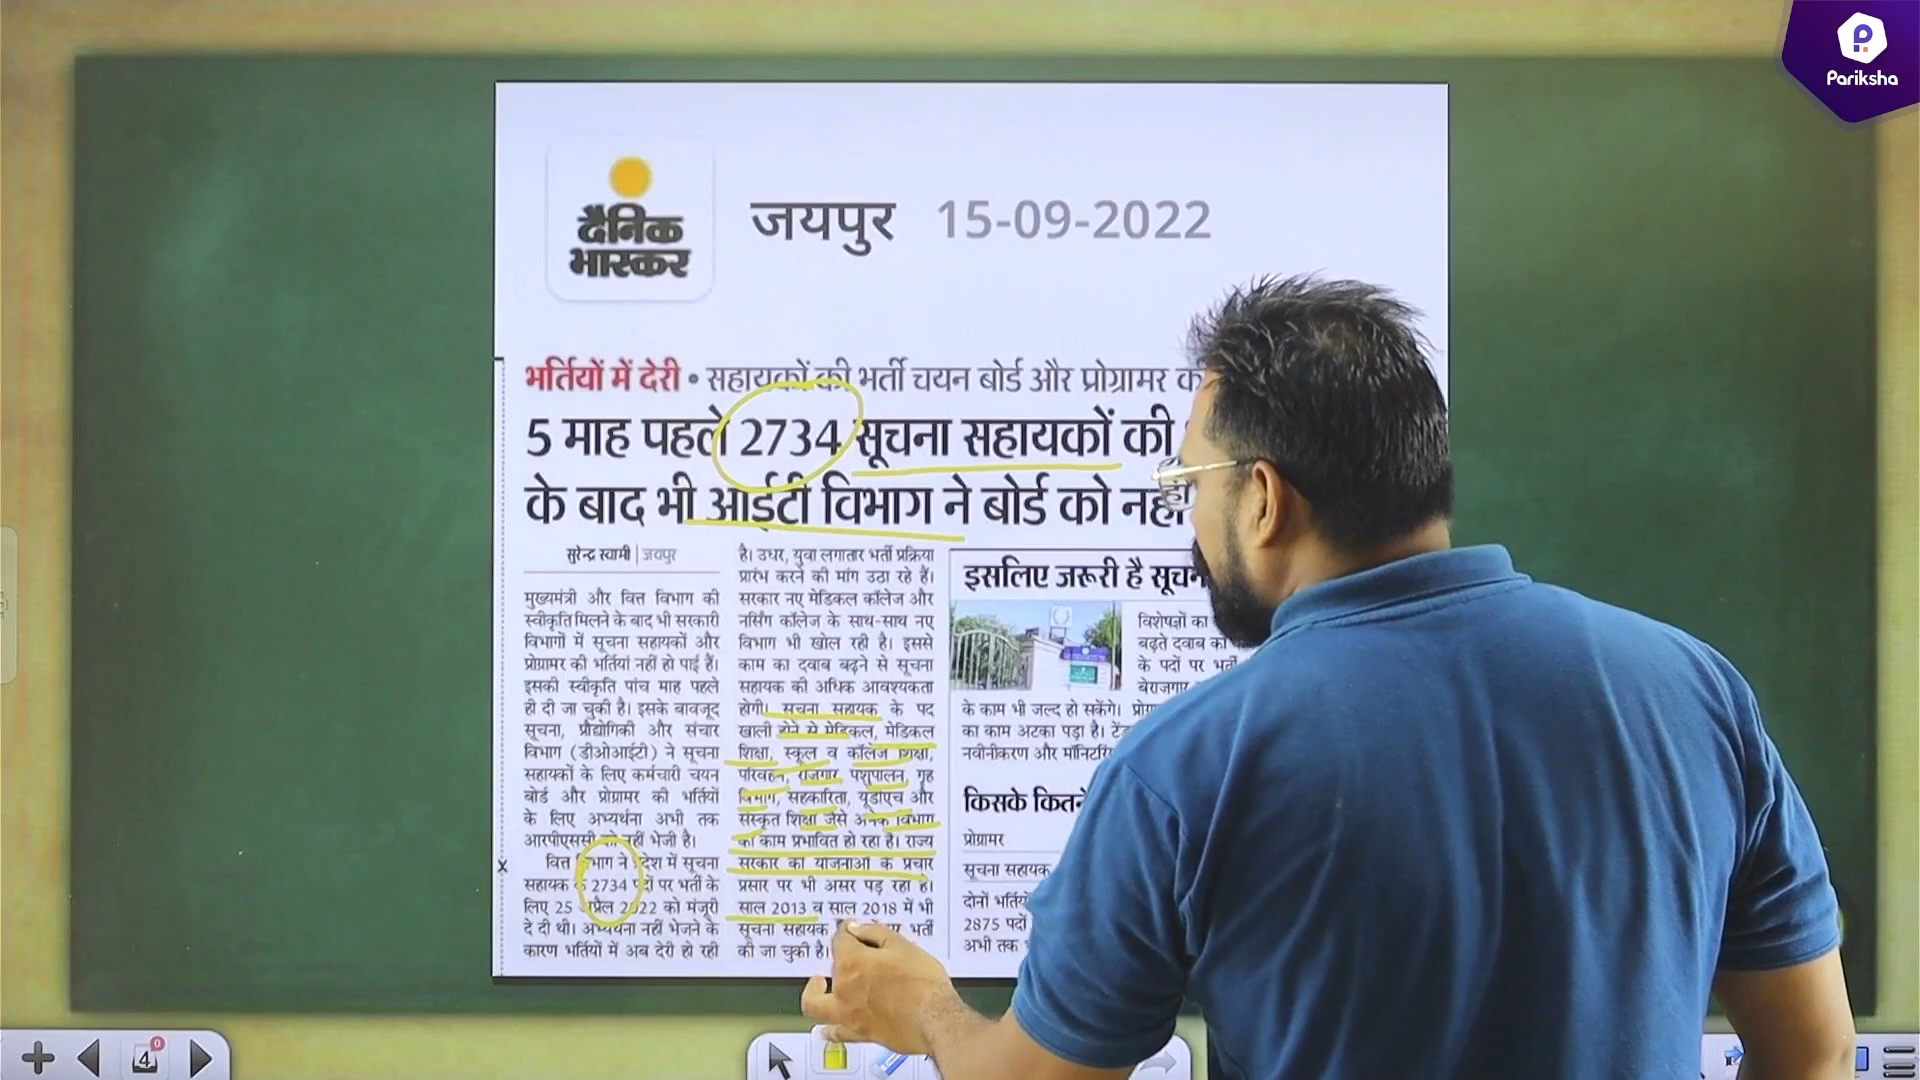 Pariksha
दैनिक
भास्कर
जयपुर 15-09-2022
भर्तियों में देरी • सहायकों की भर्ती चयन बोर्ड और प्रोग्रामर
5 माह पहले 2734 सूचना सहायकों की
के बाद भी आईटी विभाग ने बोर्ड को
सुरेन्द्र स्वामी | जयपुर
मुख्यमंत्री और वित्त विभाग की
स्वीकृति मिलने के बाद भी सरकारी
विभागों में सूचना सहायकों और
प्रोग्रामर की भर्तियां नहीं हो पाई हैं।
इसकी स्वीकृति पांच माह पहले
ही दी जा चुकी है। इसके बावजूद
सूचना, प्रौद्योगिकी और संचार
विभाग (डीओआईटी) ने सूचना
सहायकों के लिए कर्मचारी चयन
बोर्ड और प्रोग्रामर की भर्तियों
के लिए अभ्यर्थना अभी तक
आरपीएससी को नहीं भेजी है।
वित्त विभाग ने प्रदेश में सूचना
सहायक के 2734 पदों पर भर्ती के
लिए 25 अप्रैल 2022 को मंजूरी
दे दी थी। अभ्यर्थना नहीं भेजने के
कारण भर्तियों में अब देरी हो रही
है। उधर, युवा लगातार भर्ती प्रक्रिया
प्रारंभ करने की मांग उठा रहे हैं।
सरकार नए मेडिकल कॉलेज और
नर्सिंग कॉलेज के साथ-साथ नए
विभाग भी खोल रही है। इससे
काम का दबाव बढ़ने से सूचना
सहायक की अधिक आवश्यकता
होगी। सूचना सहायक के पद
खाली होने से मेडिकल, मेडिकल
शिक्षा, स्कूल व कॉलेज शिक्षा,
परिवहन, रोजगार पशुपालन, गृह
विभाग, सहकारिता, यूडीएच और
संस्कृत शिक्षा जैसे अनेक विभाग
का काम प्रभावित हो रहा है। राज्य
सरकार की योजनाओं के प्रचार
प्रसार पर भी असर पड़ रहा है।
साल 2013 व साल 2018 में भी
सूचना सहायक भर्ती
की जा चुकी है।
इसलिए जरूरी है
विशेषज्ञों का
बढ़ते दबाव को
के पदों पर भर्ती
के काम भी जल्द हो सकेंगे।
का काम अटका पड़ा है।
नवीनीकरण और
किसके
प्रोग्रामर
सूचना सहायक
दोनों
2875 पदों
अभी तक
4
0